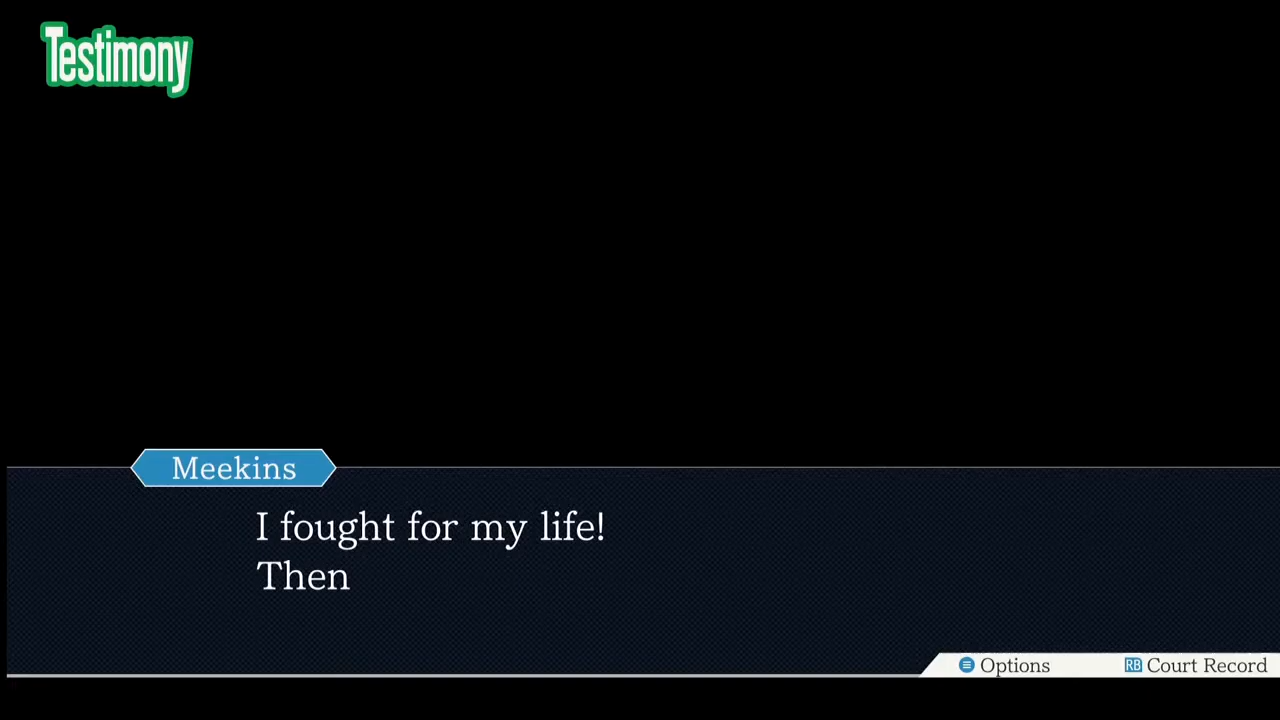 Testimony
Meekins
I fought for my life!
Then
Options
RB Court Record